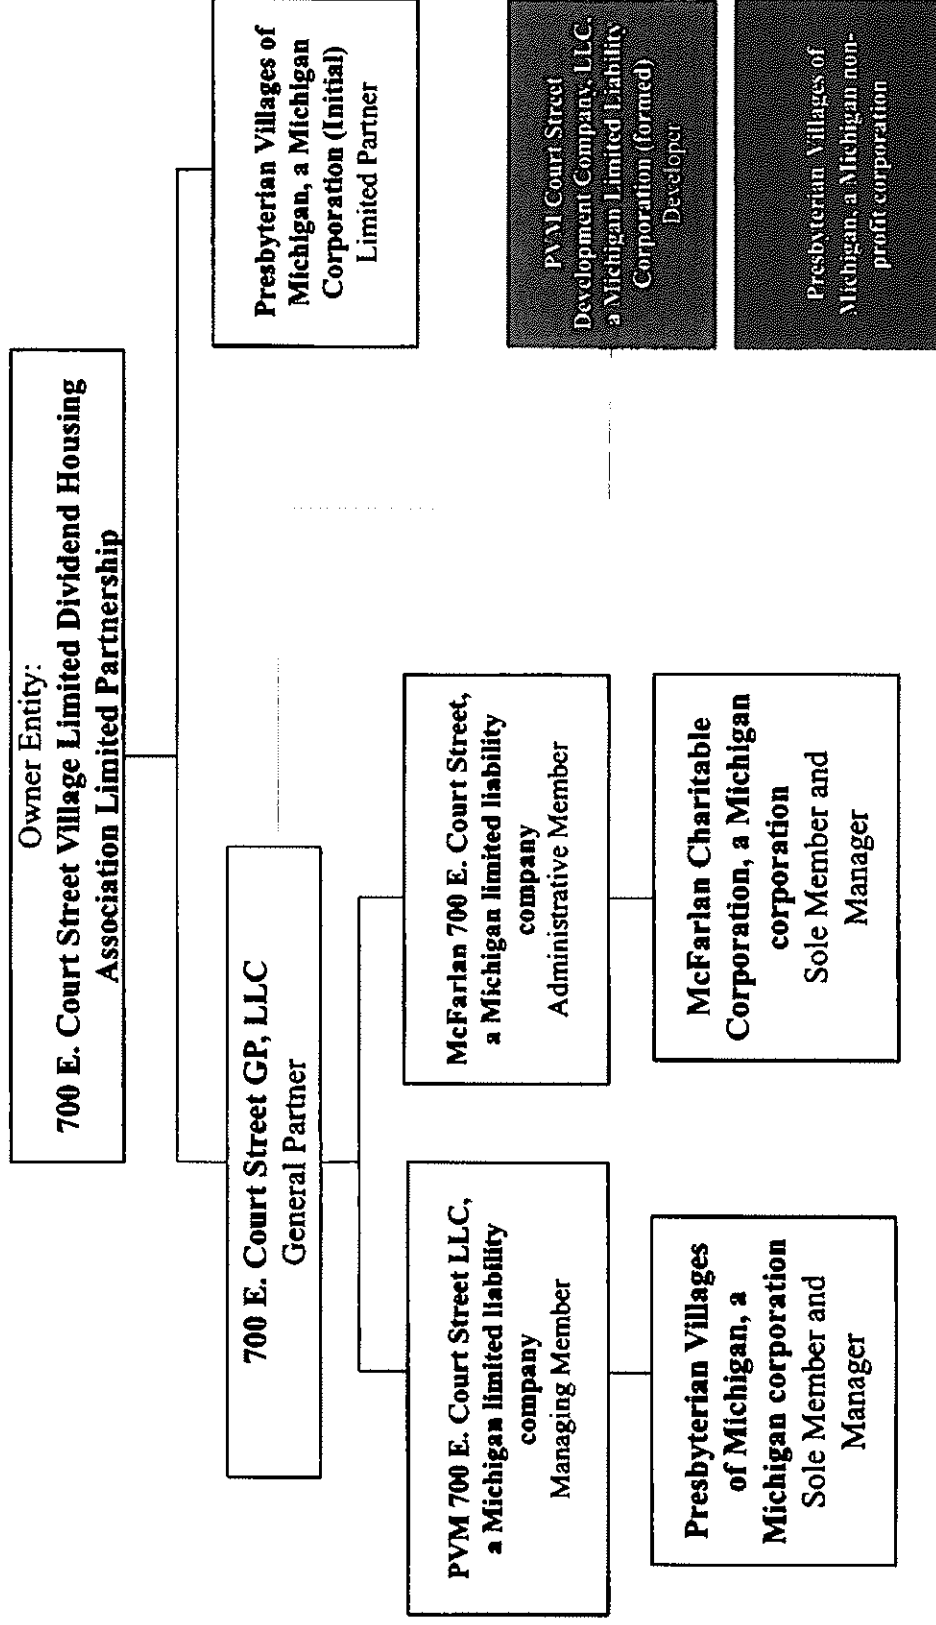 Owner Entity:
700 E. Court Street Village Limited Dividend Housing
Association Limited Partnership
700 E. Court Street GP, LLC
General Partner
Presbyterian Villages of
Michigan, a Michigan
Corporation (Initial)
Limited Partner
PVM 700 E. Court Street LLC,
a Michigan limited liability
company
Managing Member
McFarlan 700 E. Court Street,
a Michigan limited liability
company
Administrative Member
PVM Court Street
Development Company, LLC,
a Michigan Limited Liability
Corporation (formed)
Developer
Presbyterian Villages
of Michigan, a
Michigan corporation
Sole Member and
Manager
McFarlan Charitable
Corporation, a Michigan
corporation
Sole Member and
Manager
Presbyterian Villages of
Michigan, a Michigan non-
profit corporation